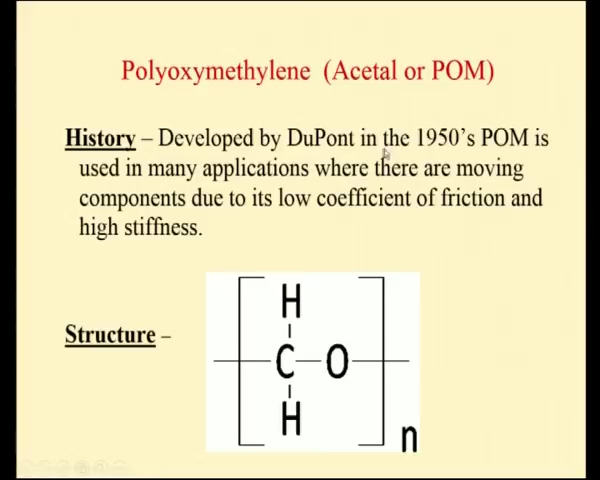 Polyoxymethylene (Acetal or POM)
History – Developed by DuPont in the 1950's POM is
used in many applications where there are moving
components due to its low coefficient of friction and
high stiffness.
Structure –
H
C O
H
n